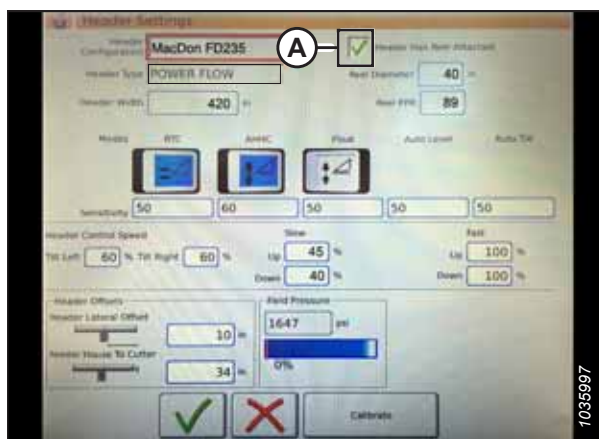 Header Settings
Header Configuration MacDon FD235 A Header Has Reel Attached
Header Type POWER FLOW Reel Diameter 40 in
Header Width 420 in Reel PPR 89
Modes RTC AHHC Float Auto Level Auto Tilt
Sensitivity 50 60 50 50 50
Header Control Speed Slow Fast
Tilt Left 60 % Tilt Right 60 % Up 45 % Up 100 %
Down 40 % Down 100 %
Header Offsets Field Pressure
Header Lateral Offset 1647 psi
10 in
Header House To Cutter 0%
34 in
Calibrate
1035997